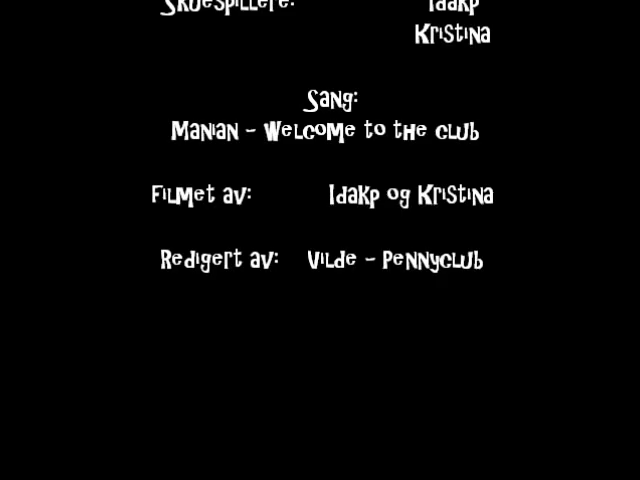 Skuespillere: Idakp
Kristina
Sang:
Manian - Welcome to the club
Filmet av: Idakp og Kristina
Redigert av: Vilde - Pennyclub